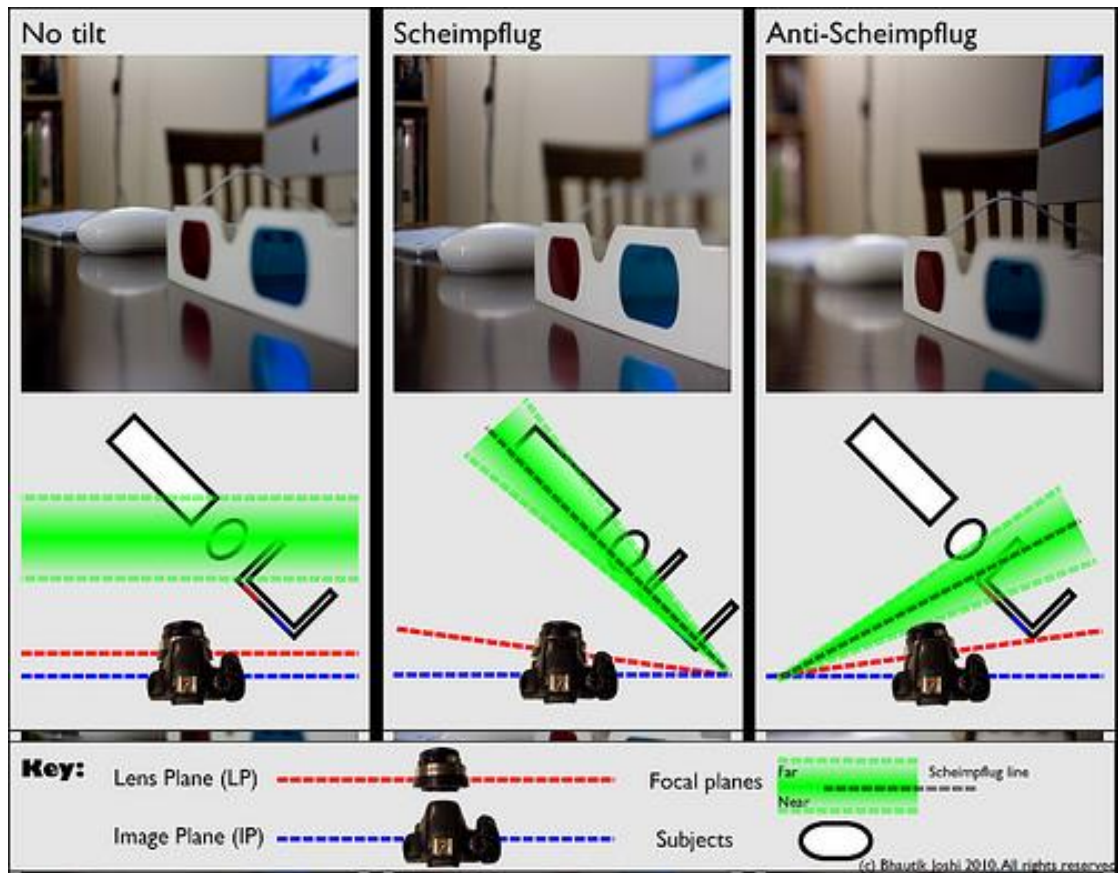 No tilt
Scheimpflug
Anti-Scheimpflug
Key:
Lens Plane (LP)
Image Plane (IP)
Focal planes
Far
Near
Scheimpflug line
Subjects
(c) Bhautik Joshi 2010. All rights reserved